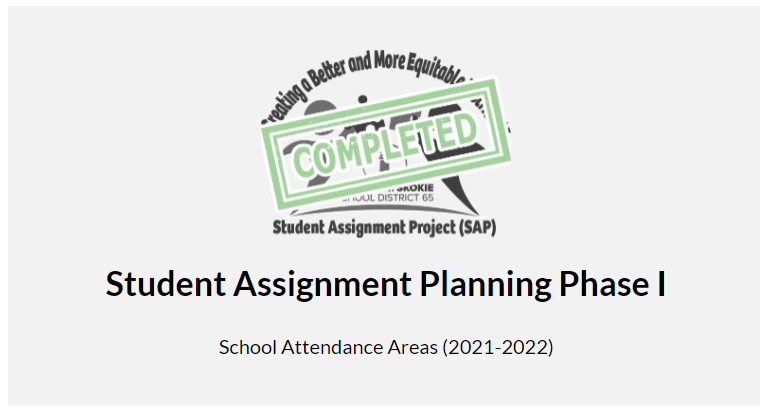 Creating a Better and More Equitable
COMPLETED
SKOKIE
SCHOOL DISTRICT 65
Student Assignment Project (SAP)
Student Assignment Planning Phase I
School Attendance Areas (2021-2022)